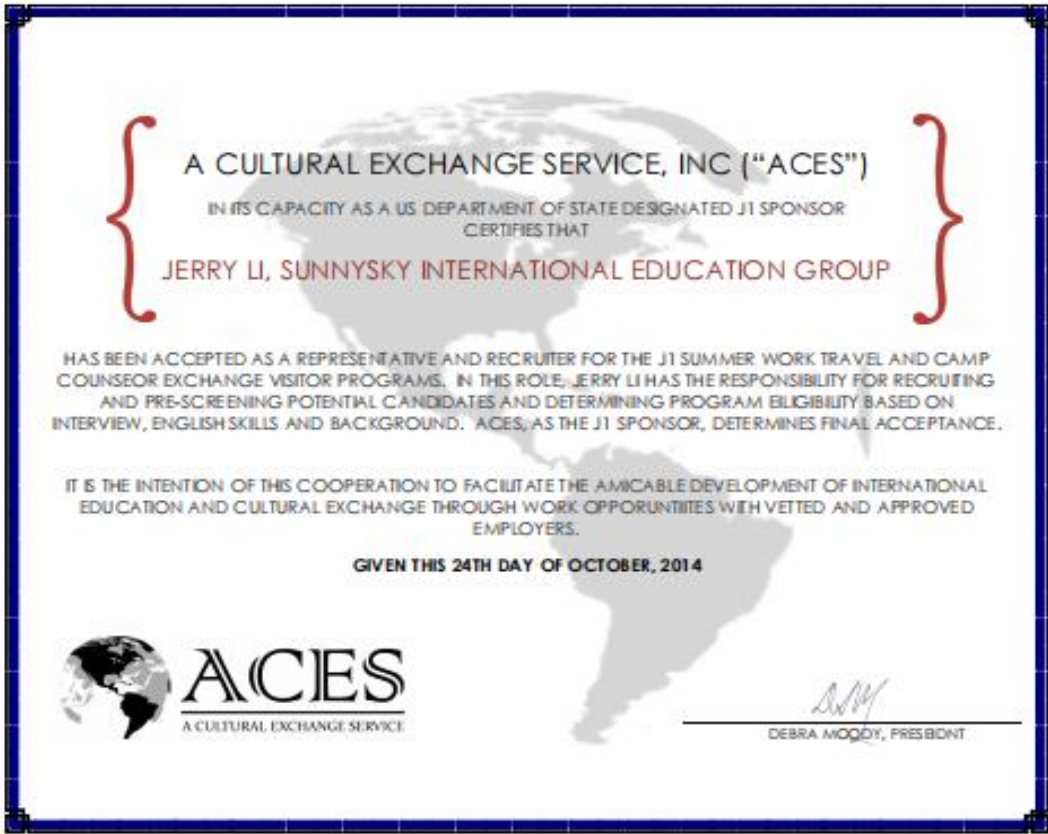 A CULTURAL EXCHANGE SERVICE, INC (“ACES”)
IN ITS CAPACITY AS A US DEPARTMENT OF STATE DESIGNATED J1 SPONSOR
CERTIFIES THAT
JERRY LI, SUNNYSKY INTERNATIONAL EDUCATION GROUP
HAS BEEN ACCEPTED AS A REPRESENTATIVE AND RECRUITER FOR THE J1 SUMMER WORK TRAVEL AND CAMP
COUNSEOR EXCHANGE VISITOR PROGRAMS. IN THIS ROLE, JERRY LI HAS THE RESPONSIBILITY FOR RECRUITING
AND PRE-SCREENING POTENTIAL CANDIDATES AND DETERMINING PROGRAM EILIGIBILITY BASED ON
INTERVIEW, ENGLISH SKILLS AND BACKGROUND. ACES, AS THE J1 SPONSOR, DETERMINES FINAL ACCEPTANCE.
IT IS THE INTENTION OF THIS COOPERATION TO FACILITATE THE AMICABLE DEVELOPMENT OF INTERNATIONAL
EDUCATION AND CULTURAL EXCHANGE THROUGH WORK OPPORUNTIITES WITH VETTED AND APPROVED
EMPLOYERS.
GIVEN THIS 24TH DAY OF OCTOBER, 2014
ACES
A CULTURAL EXCHANGE SERVICE
DEBRA MOODY, PRESEIDNT